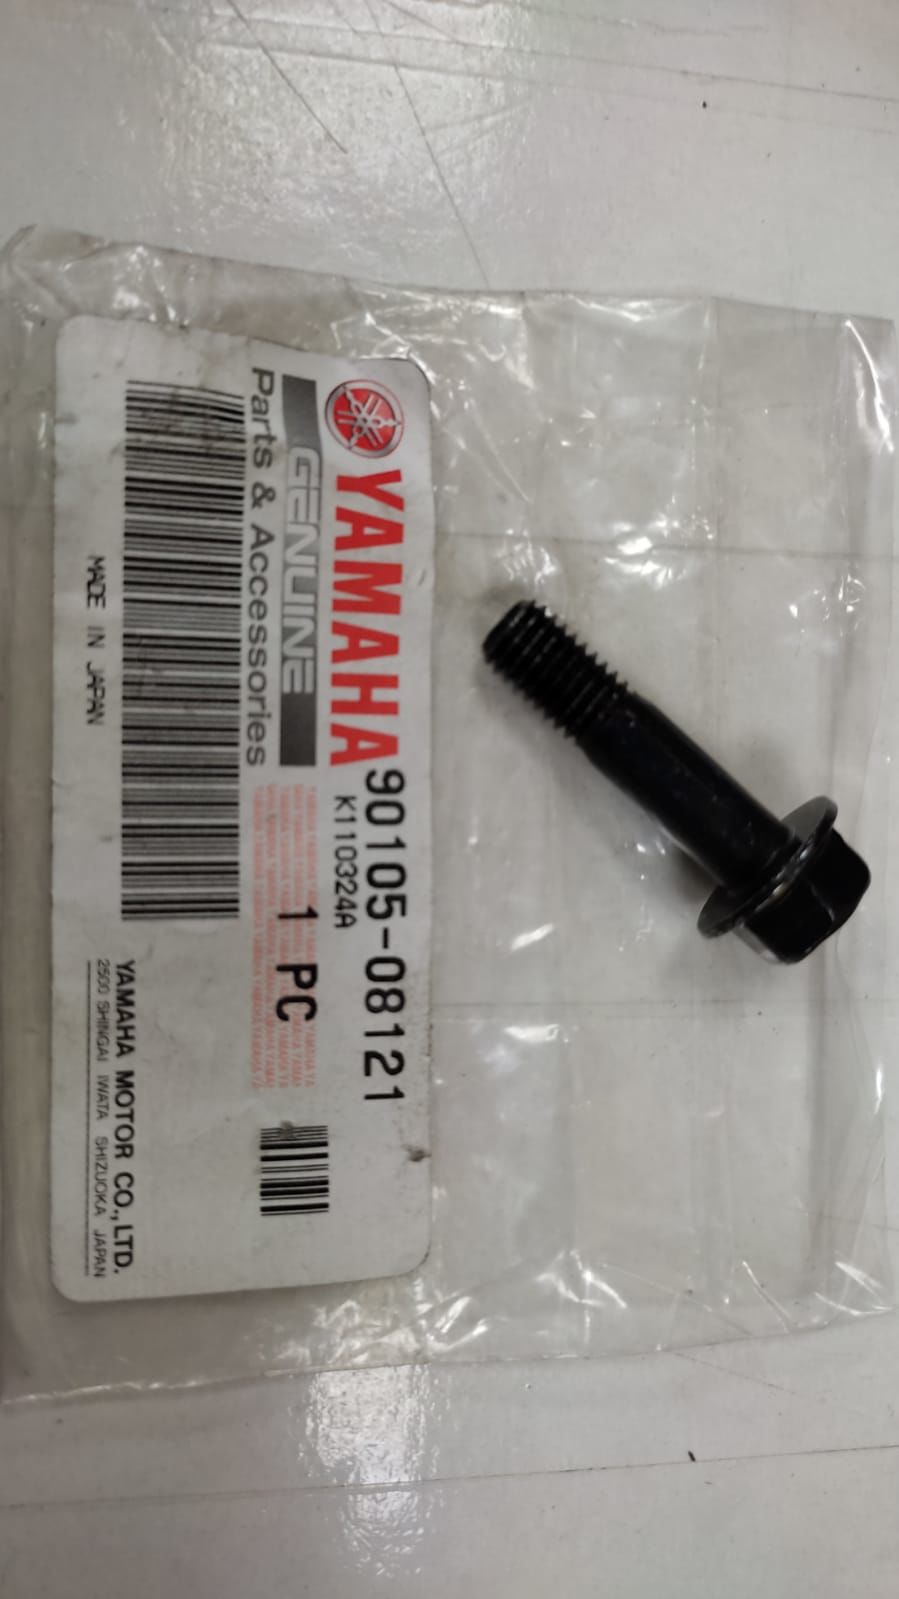 YAMAHA
90105-08121
K110324A
GENUINE
1 PC
Parts & Accessories
MADE IN JAPAN
YAMAHA MOTOR CO.,LTD.
2500 SHINGAI IWATA SHIZUOKA JAPAN